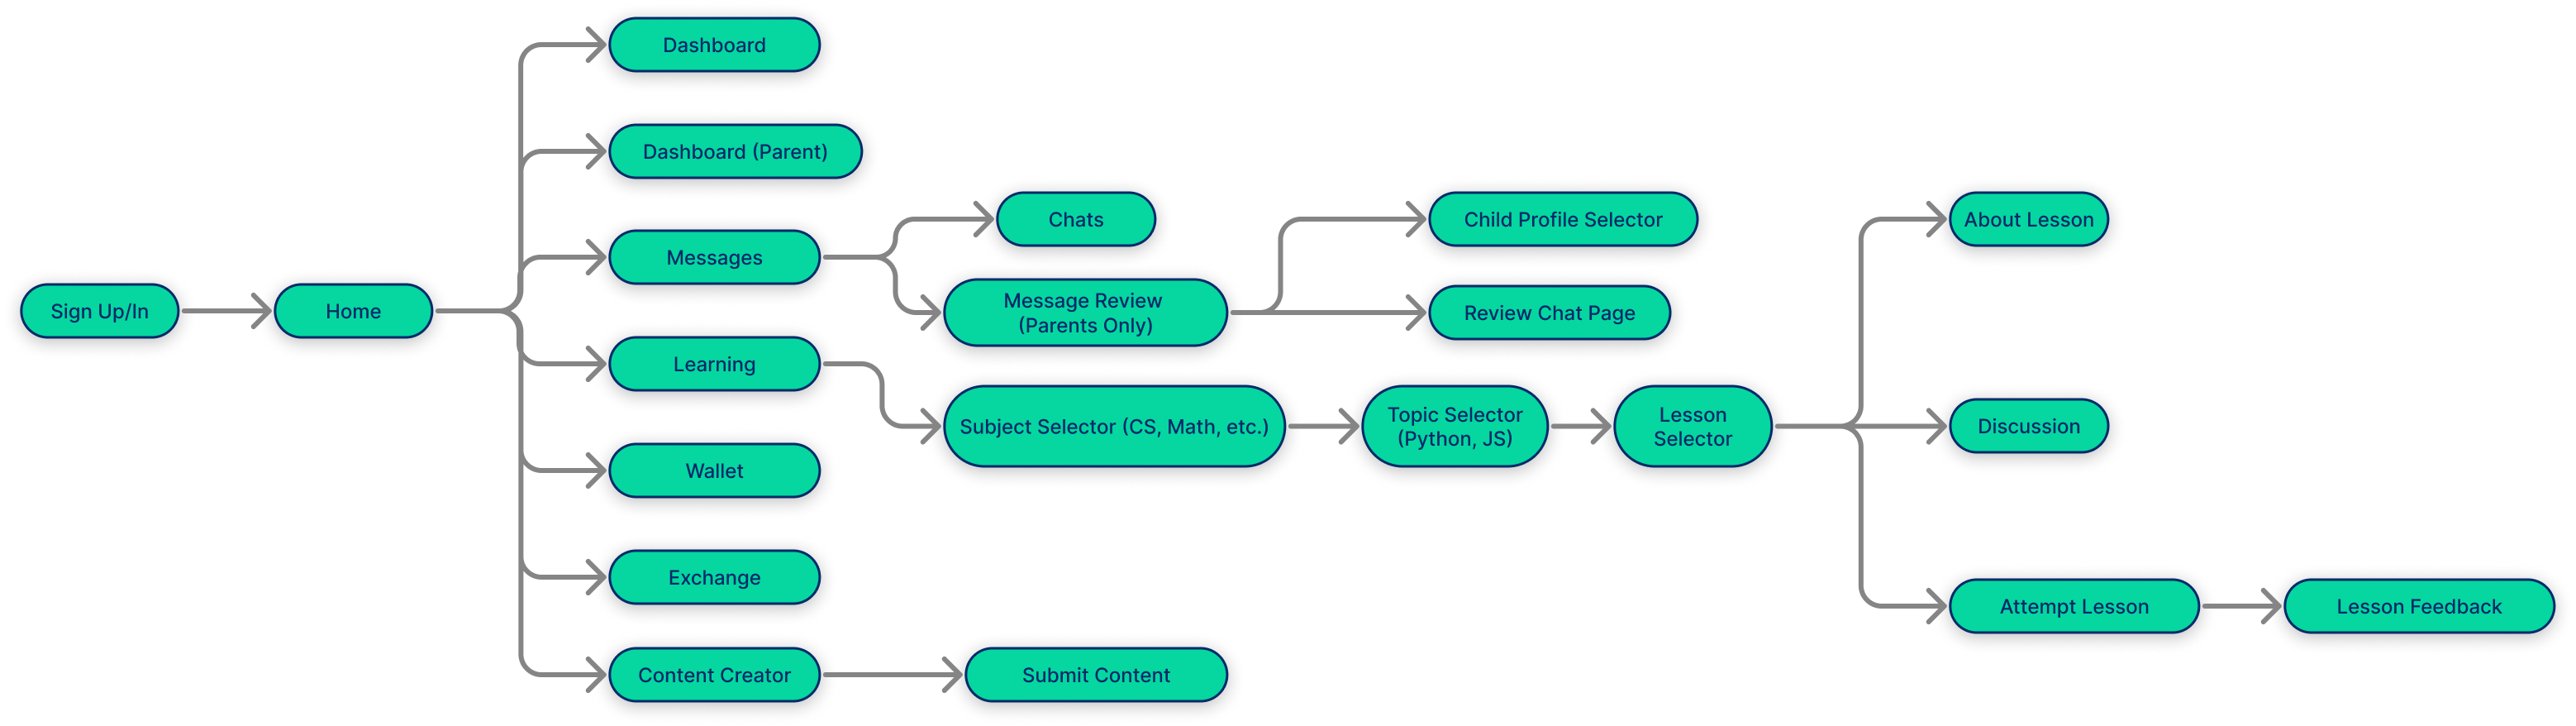 Sign Up/In
Home
Dashboard
Dashboard (Parent)
Messages
Learning
Wallet
Exchange
Content Creator
Chats
Message Review
(Parents Only)
Subject Selector (CS, Math, etc.)
Submit Content
Child Profile Selector
Review Chat Page
Topic Selector
(Python, JS)
Lesson
Selector
About Lesson
Discussion
Attempt Lesson
Lesson Feedback